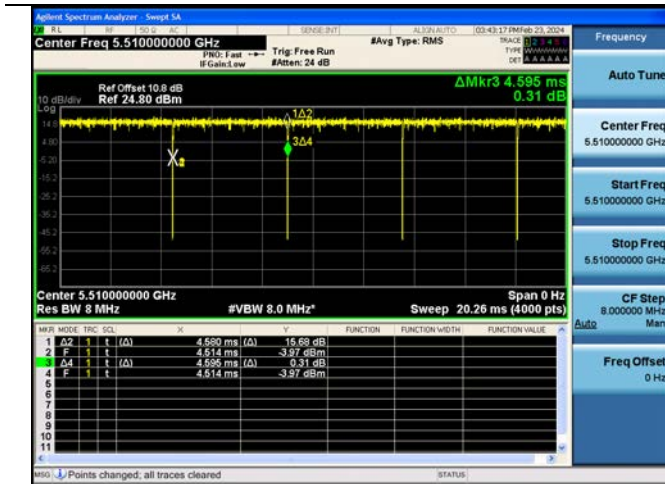 Agilent Spectrum Analyzer - Swept SA
RL RF 50 Ω AC SENSE:INT ALIGN AUTO 03:43:17 PM Feb 23, 2024
Center Freq 5.510000000 GHz #Avg Type: RMS TRACE 1 2 3 4 5 6 Frequency
PNO: Fast Trig: Free Run TYPE
IFGain:Low #Atten: 24 dB DET A A A A A A
Auto Tune
ΔMkr3 4.595 ms
0.31 dB
Ref Offset 10.8 dB
10 dB/div Ref 24.80 dBm
Log
14.8
4.80
-5.20
-15.2
-25.2
-35.2
-45.2
-55.2
-65.2
1Δ2
3Δ4
X2
Center Freq
5.510000000 GHz
Start Freq
5.510000000 GHz
Stop Freq
5.510000000 GHz
Center 5.510000000 GHz Span 0 Hz
Res BW 8 MHz #VBW 8.0 MHz* Sweep 20.26 ms (4000 pts)
CF Step
8.000000 MHz
Auto Man
MKR MODE TRC SCL X Y FUNCTION FUNCTION WIDTH FUNCTION VALUE
1 Δ2 1 t (Δ) 4.580 ms (Δ) 15.68 dB
2 F 1 t 4.514 ms -3.97 dBm
3 Δ4 1 t (Δ) 4.595 ms (Δ) 0.31 dB
4 F 1 t 4.514 ms -3.97 dBm
5
6
7
8
9
10
11
Freq Offset
0 Hz
MSG Points changed; all traces cleared STATUS